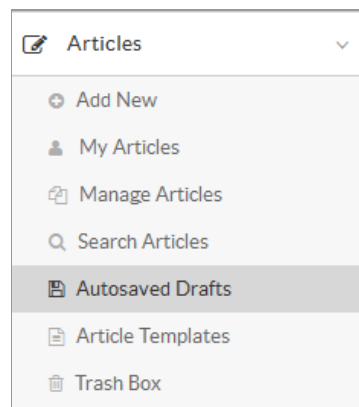 Articles
Add New
My Articles
Manage Articles
Search Articles
Autosaved Drafts
Article Templates
Trash Box